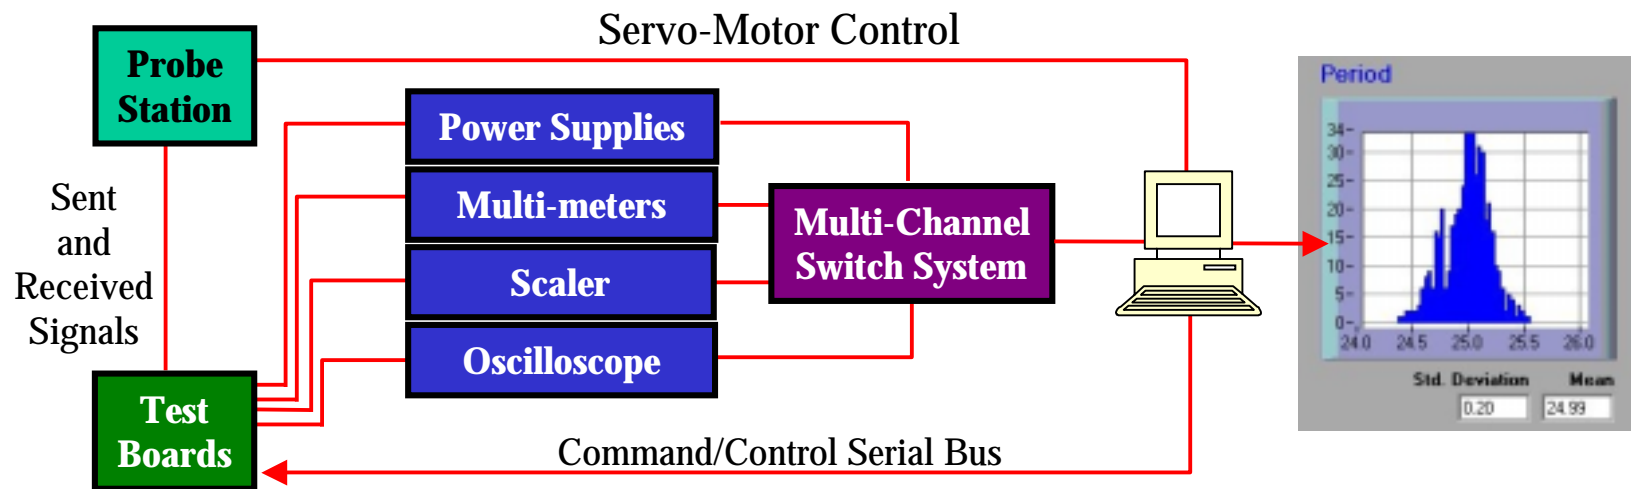 Servo-Motor Control
Probe
Station
Power Supplies
Multi-meters
Scaler
Oscilloscope
Multi-Channel
Switch System
Sent
and
Received
Signals
Test
Boards
Command/Control Serial Bus
Period
34-
30-
25-
20-
15-
10-
5-
0-
24.0 24.5 25.0 25.5 26.0
Std. Deviation Mean
0.20 24.99